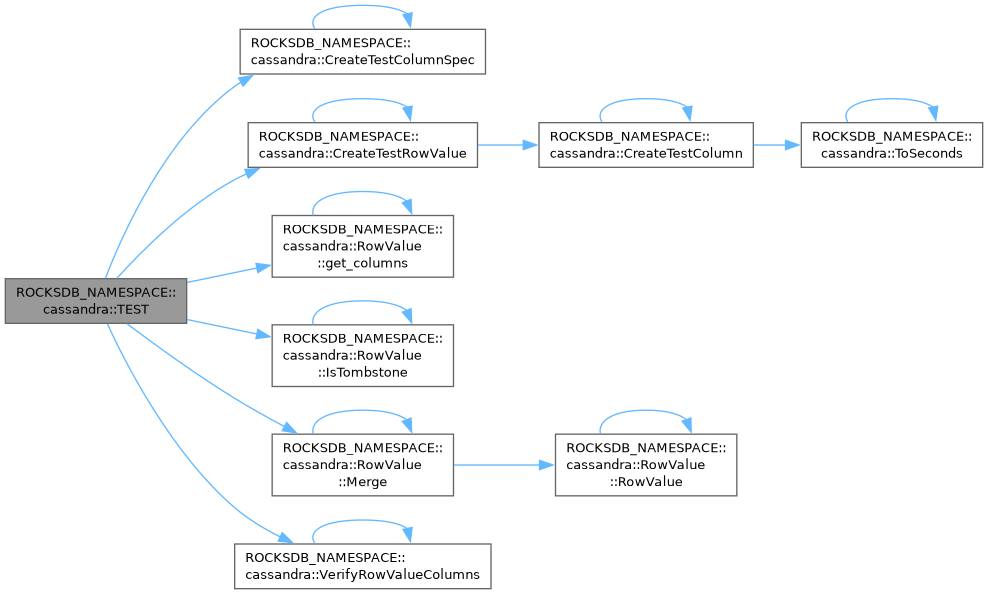 ROCKSDB_NAMESPACE::
cassandra::CreateTestColumnSpec
ROCKSDB_NAMESPACE::
cassandra::CreateTestRowValue
ROCKSDB_NAMESPACE::
cassandra::CreateTestColumn
ROCKSDB_NAMESPACE::
cassandra::ToSeconds
ROCKSDB_NAMESPACE::
cassandra::RowValue
::get_columns
ROCKSDB_NAMESPACE::
cassandra::TEST
ROCKSDB_NAMESPACE::
cassandra::RowValue
::IsTombstone
ROCKSDB_NAMESPACE::
cassandra::RowValue
::Merge
ROCKSDB_NAMESPACE::
cassandra::RowValue
::RowValue
ROCKSDB_NAMESPACE::
cassandra::VerifyRowValueColumns